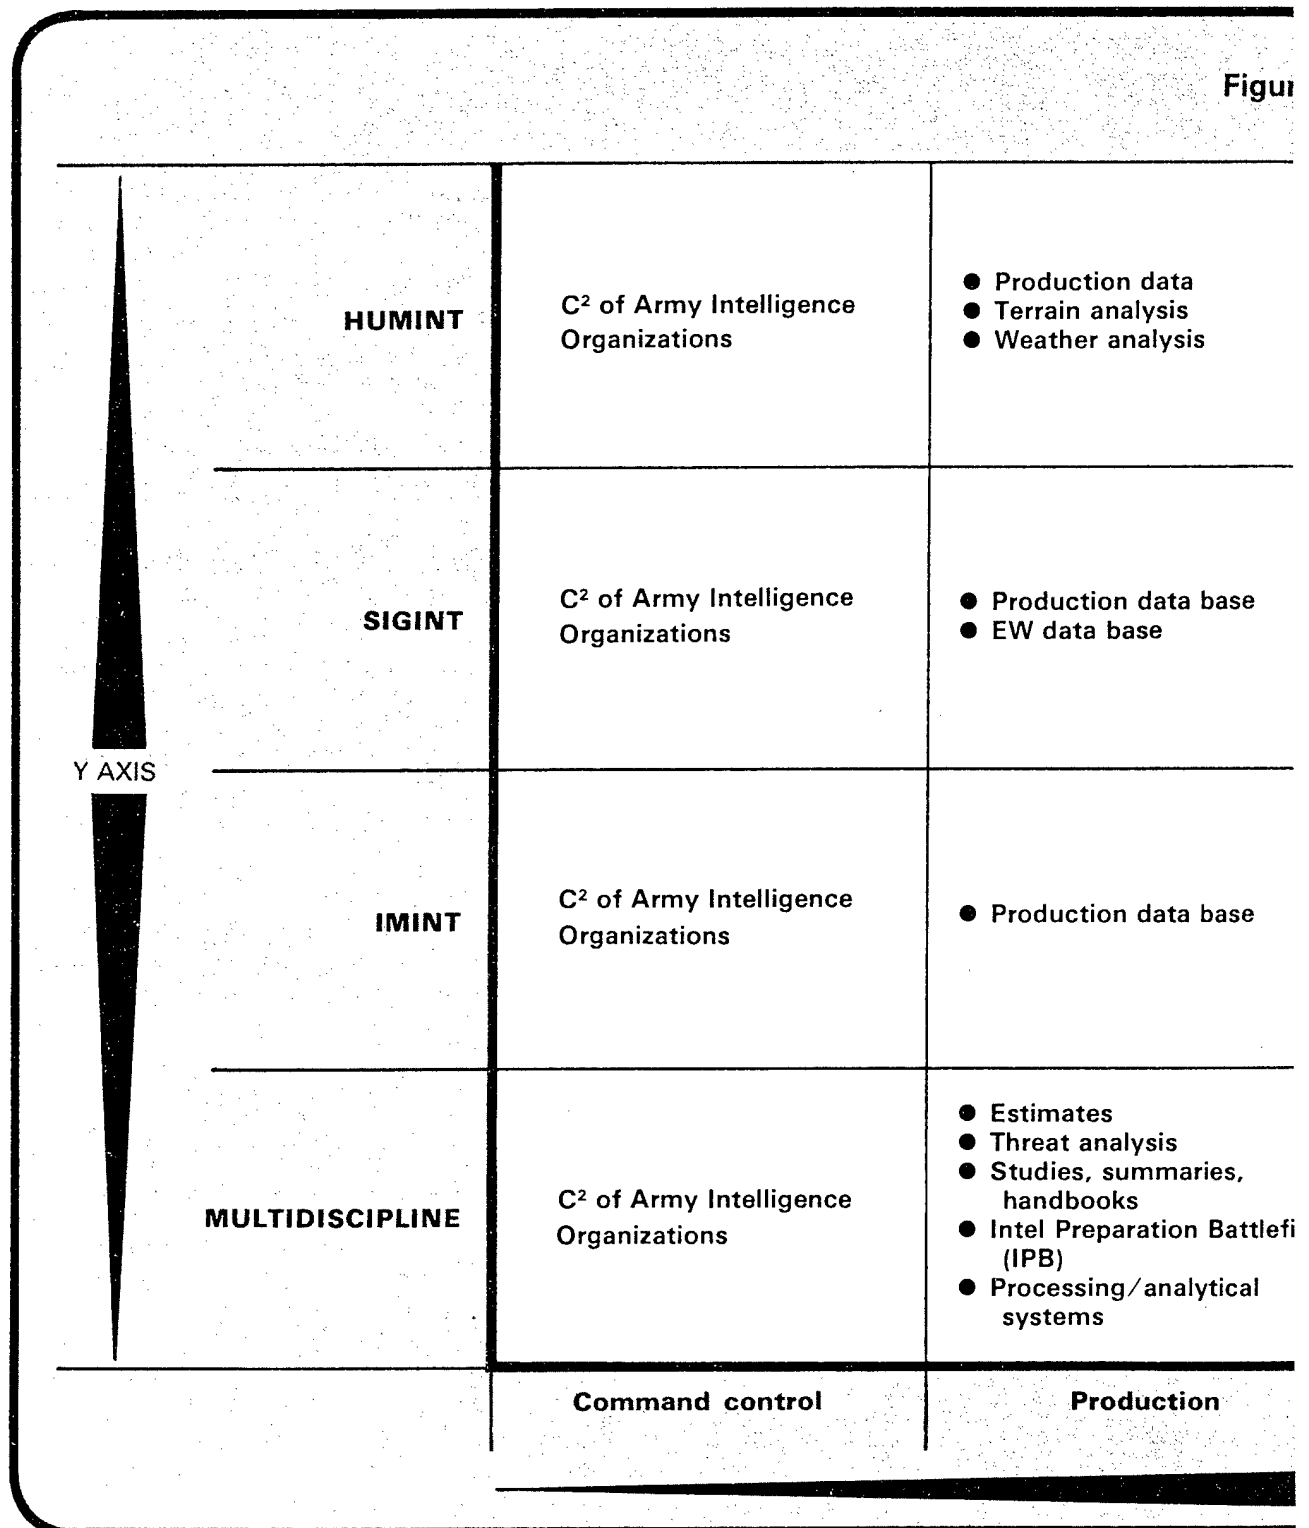 Figur
HUMINT
C² of Army Intelligence
Organizations
● Production data
● Terrain analysis
● Weather analysis
SIGINT
C² of Army Intelligence
Organizations
● Production data base
● EW data base
Y AXIS
IMINT
C² of Army Intelligence
Organizations
● Production data base
MULTIDISCIPLINE
C² of Army Intelligence
Organizations
● Estimates
● Threat analysis
● Studies, summaries,
handbooks
● Intel Preparation Battlefi
(IPB)
● Processing/analytical
systems
Command control
Production